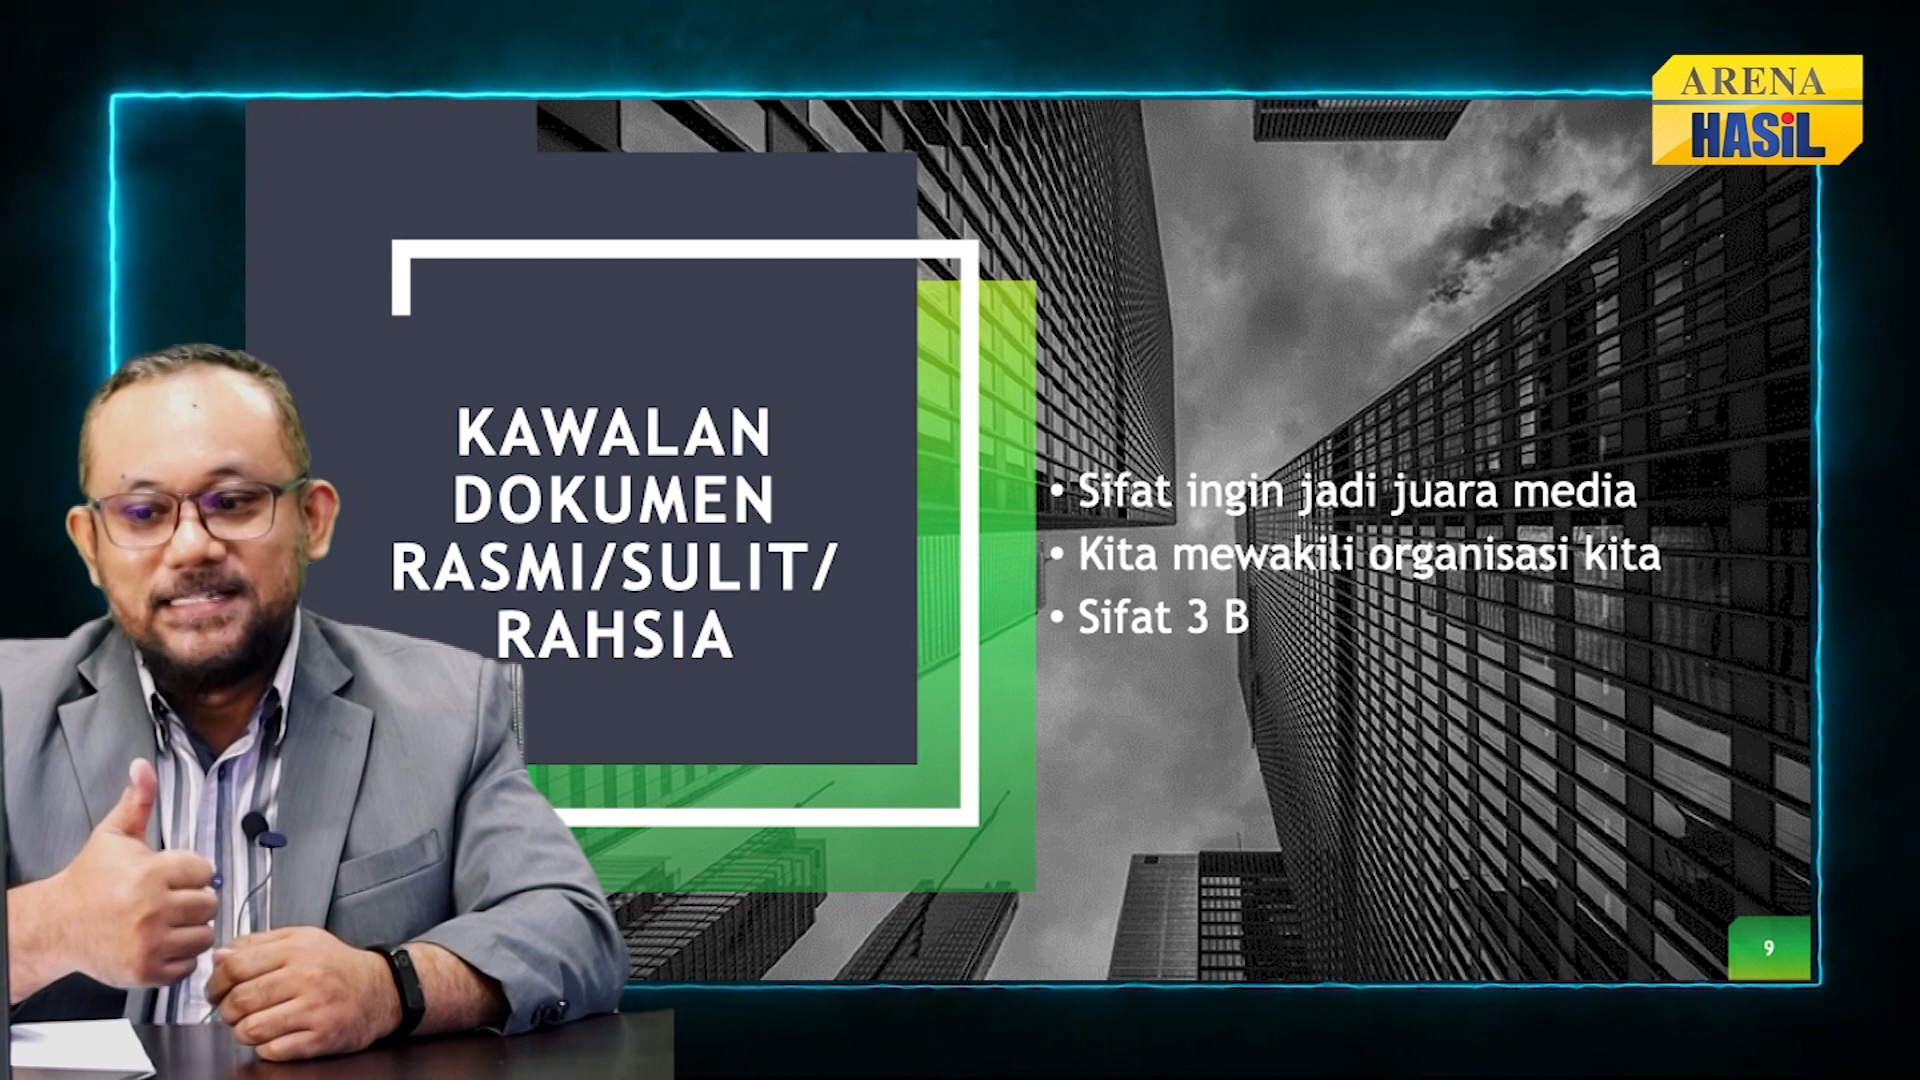 ARENA
HASiL
KAWALAN
DOKUMEN
RASMI/SULIT/
RAHSIA
• Sifat ingin jadi juara media
• Kita mewakili organisasi kita
• Sifat 3 B
9